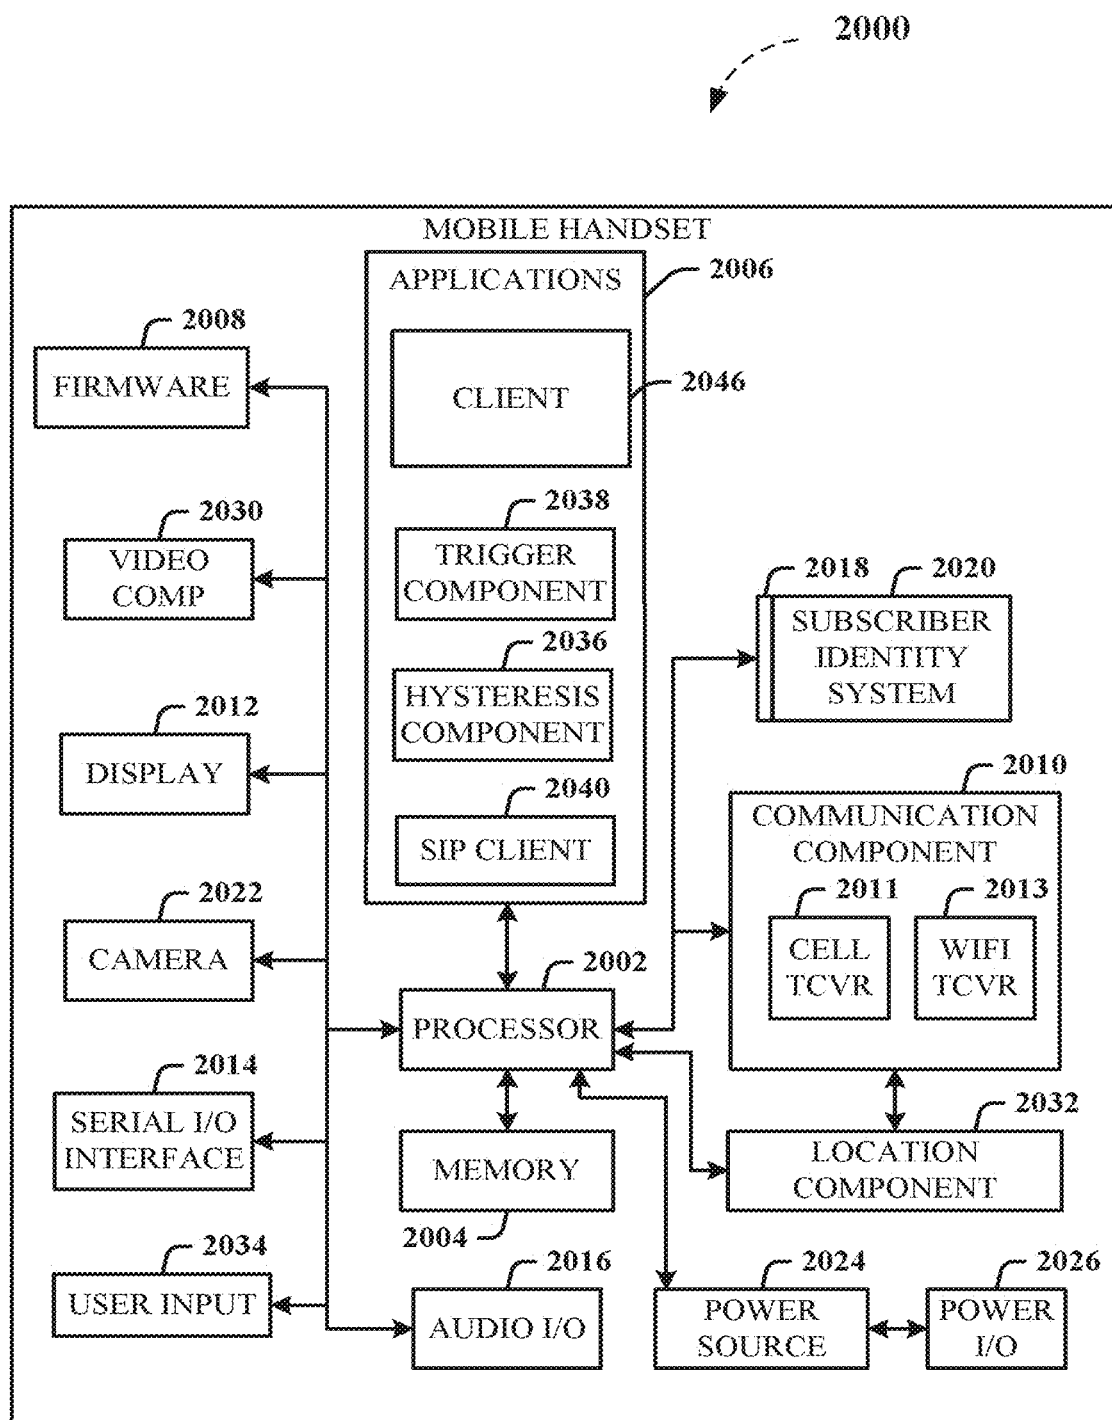 2000
MOBILE HANDSET
APPLICATIONS
2006
CLIENT
2046
2038
TRIGGER
COMPONENT
2036
HYSTERESIS
COMPONENT
2040
SIP CLIENT
2008
FIRMWARE
2030
VIDEO
COMP
2012
DISPLAY
2022
CAMERA
2014
SERIAL I/O
INTERFACE
2034
USER INPUT
2002
PROCESSOR
MEMORY
2004
2016
AUDIO I/O
2018
2020
SUBSCRIBER
IDENTITY
SYSTEM
2010
COMMUNICATION
COMPONENT
2011
CELL
TCVR
2013
WIFI
TCVR
2032
LOCATION
COMPONENT
2024
POWER
SOURCE
2026
POWER
I/O